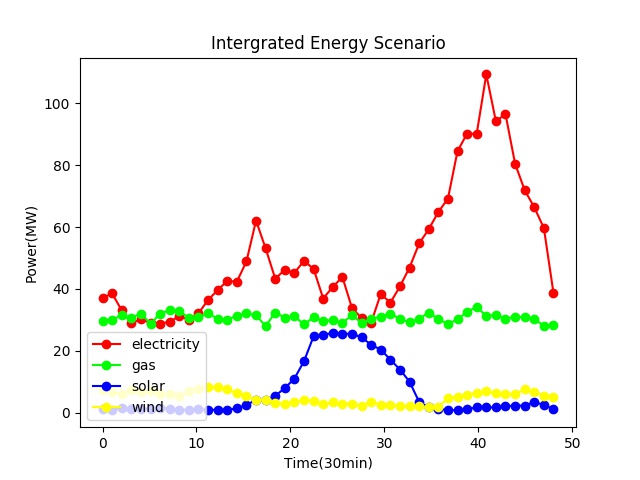 Intergrated Energy Scenario
Power(MW)
100
80
60
40
20
0
electricity
gas
solar
wind
0 10 20 30 40 50
Time(30min)